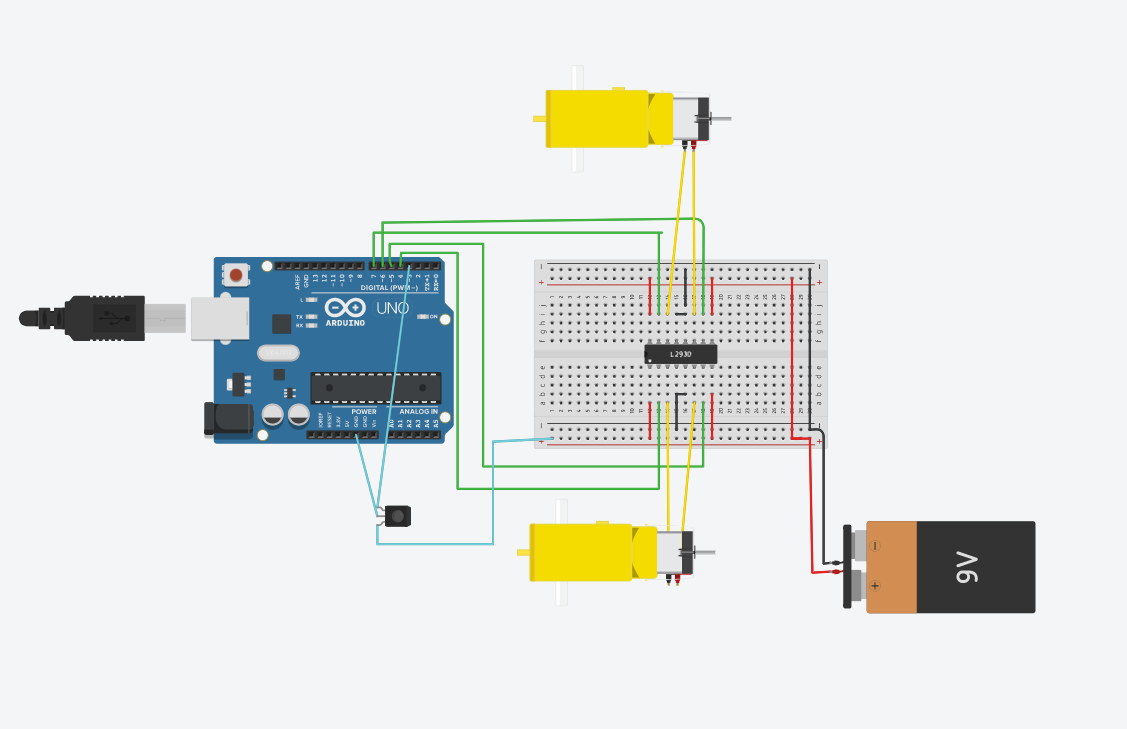 AREF
GND
13
12
~11
~10
~9
8
7
~6
~5
4
~3
2
TX→1
RX←0
DIGITAL (PWM~)
L
TX
RX
ARDUINO
UNO
ON
POWER
ANALOG IN
IOREF
RESET
3.3V
5V
GND
GND
Vin
A0
A1
A2
A3
A4
A5
L293D
j
i
h
g
f
e
d
c
b
a
9V